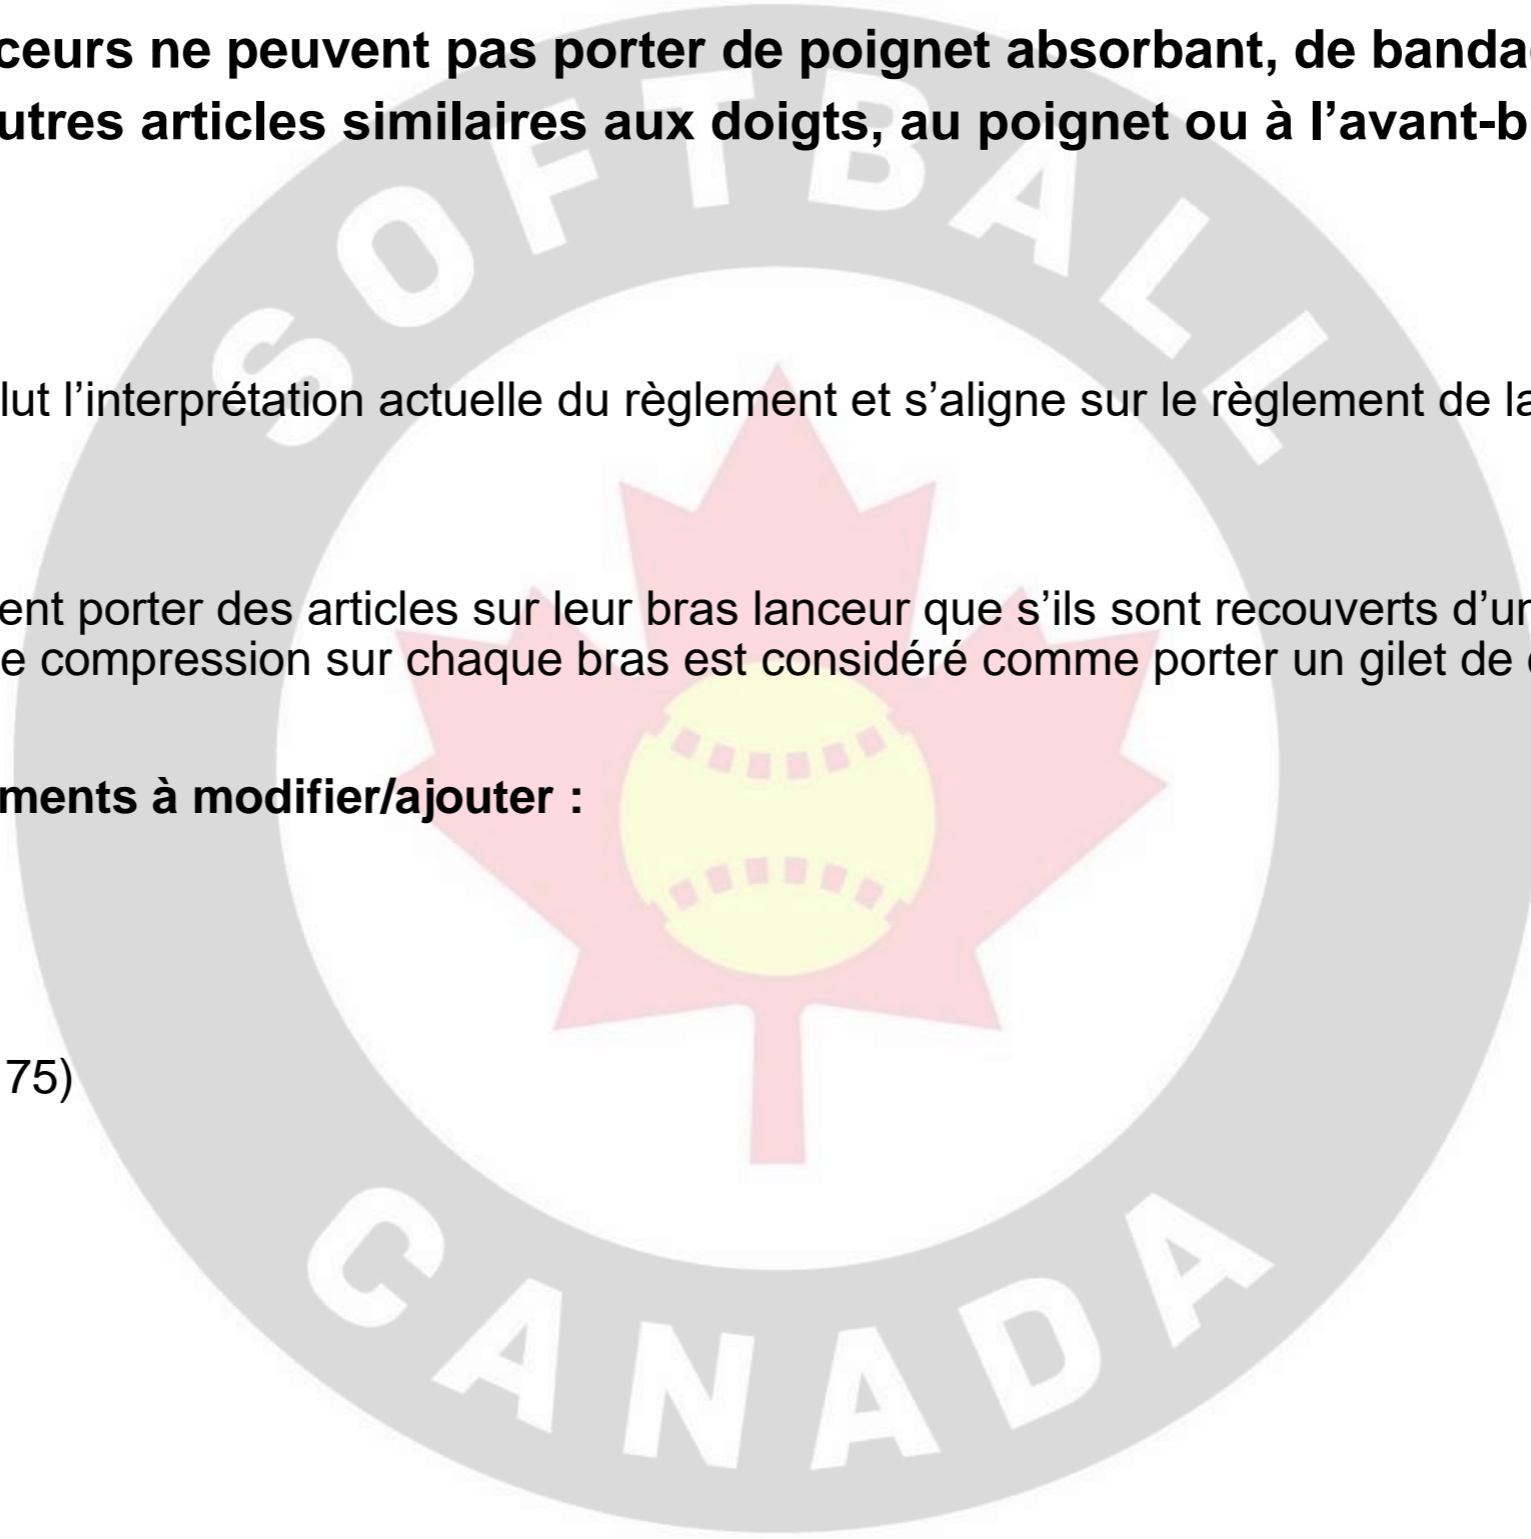 ceurs ne peuvent pas porter de poignet absorbant, de banda
utres articles similaires aux doigts, au poignet ou à l’avant-b
SOFTBALL
lut l’interprétation actuelle du règlement et s’aligne sur le règlement de la
ent porter des articles sur leur bras lanceur que s’ils sont recouverts d’un
e compression sur chaque bras est considéré comme porter un gilet de
ments à modifier/ajouter :
75)
CANADA